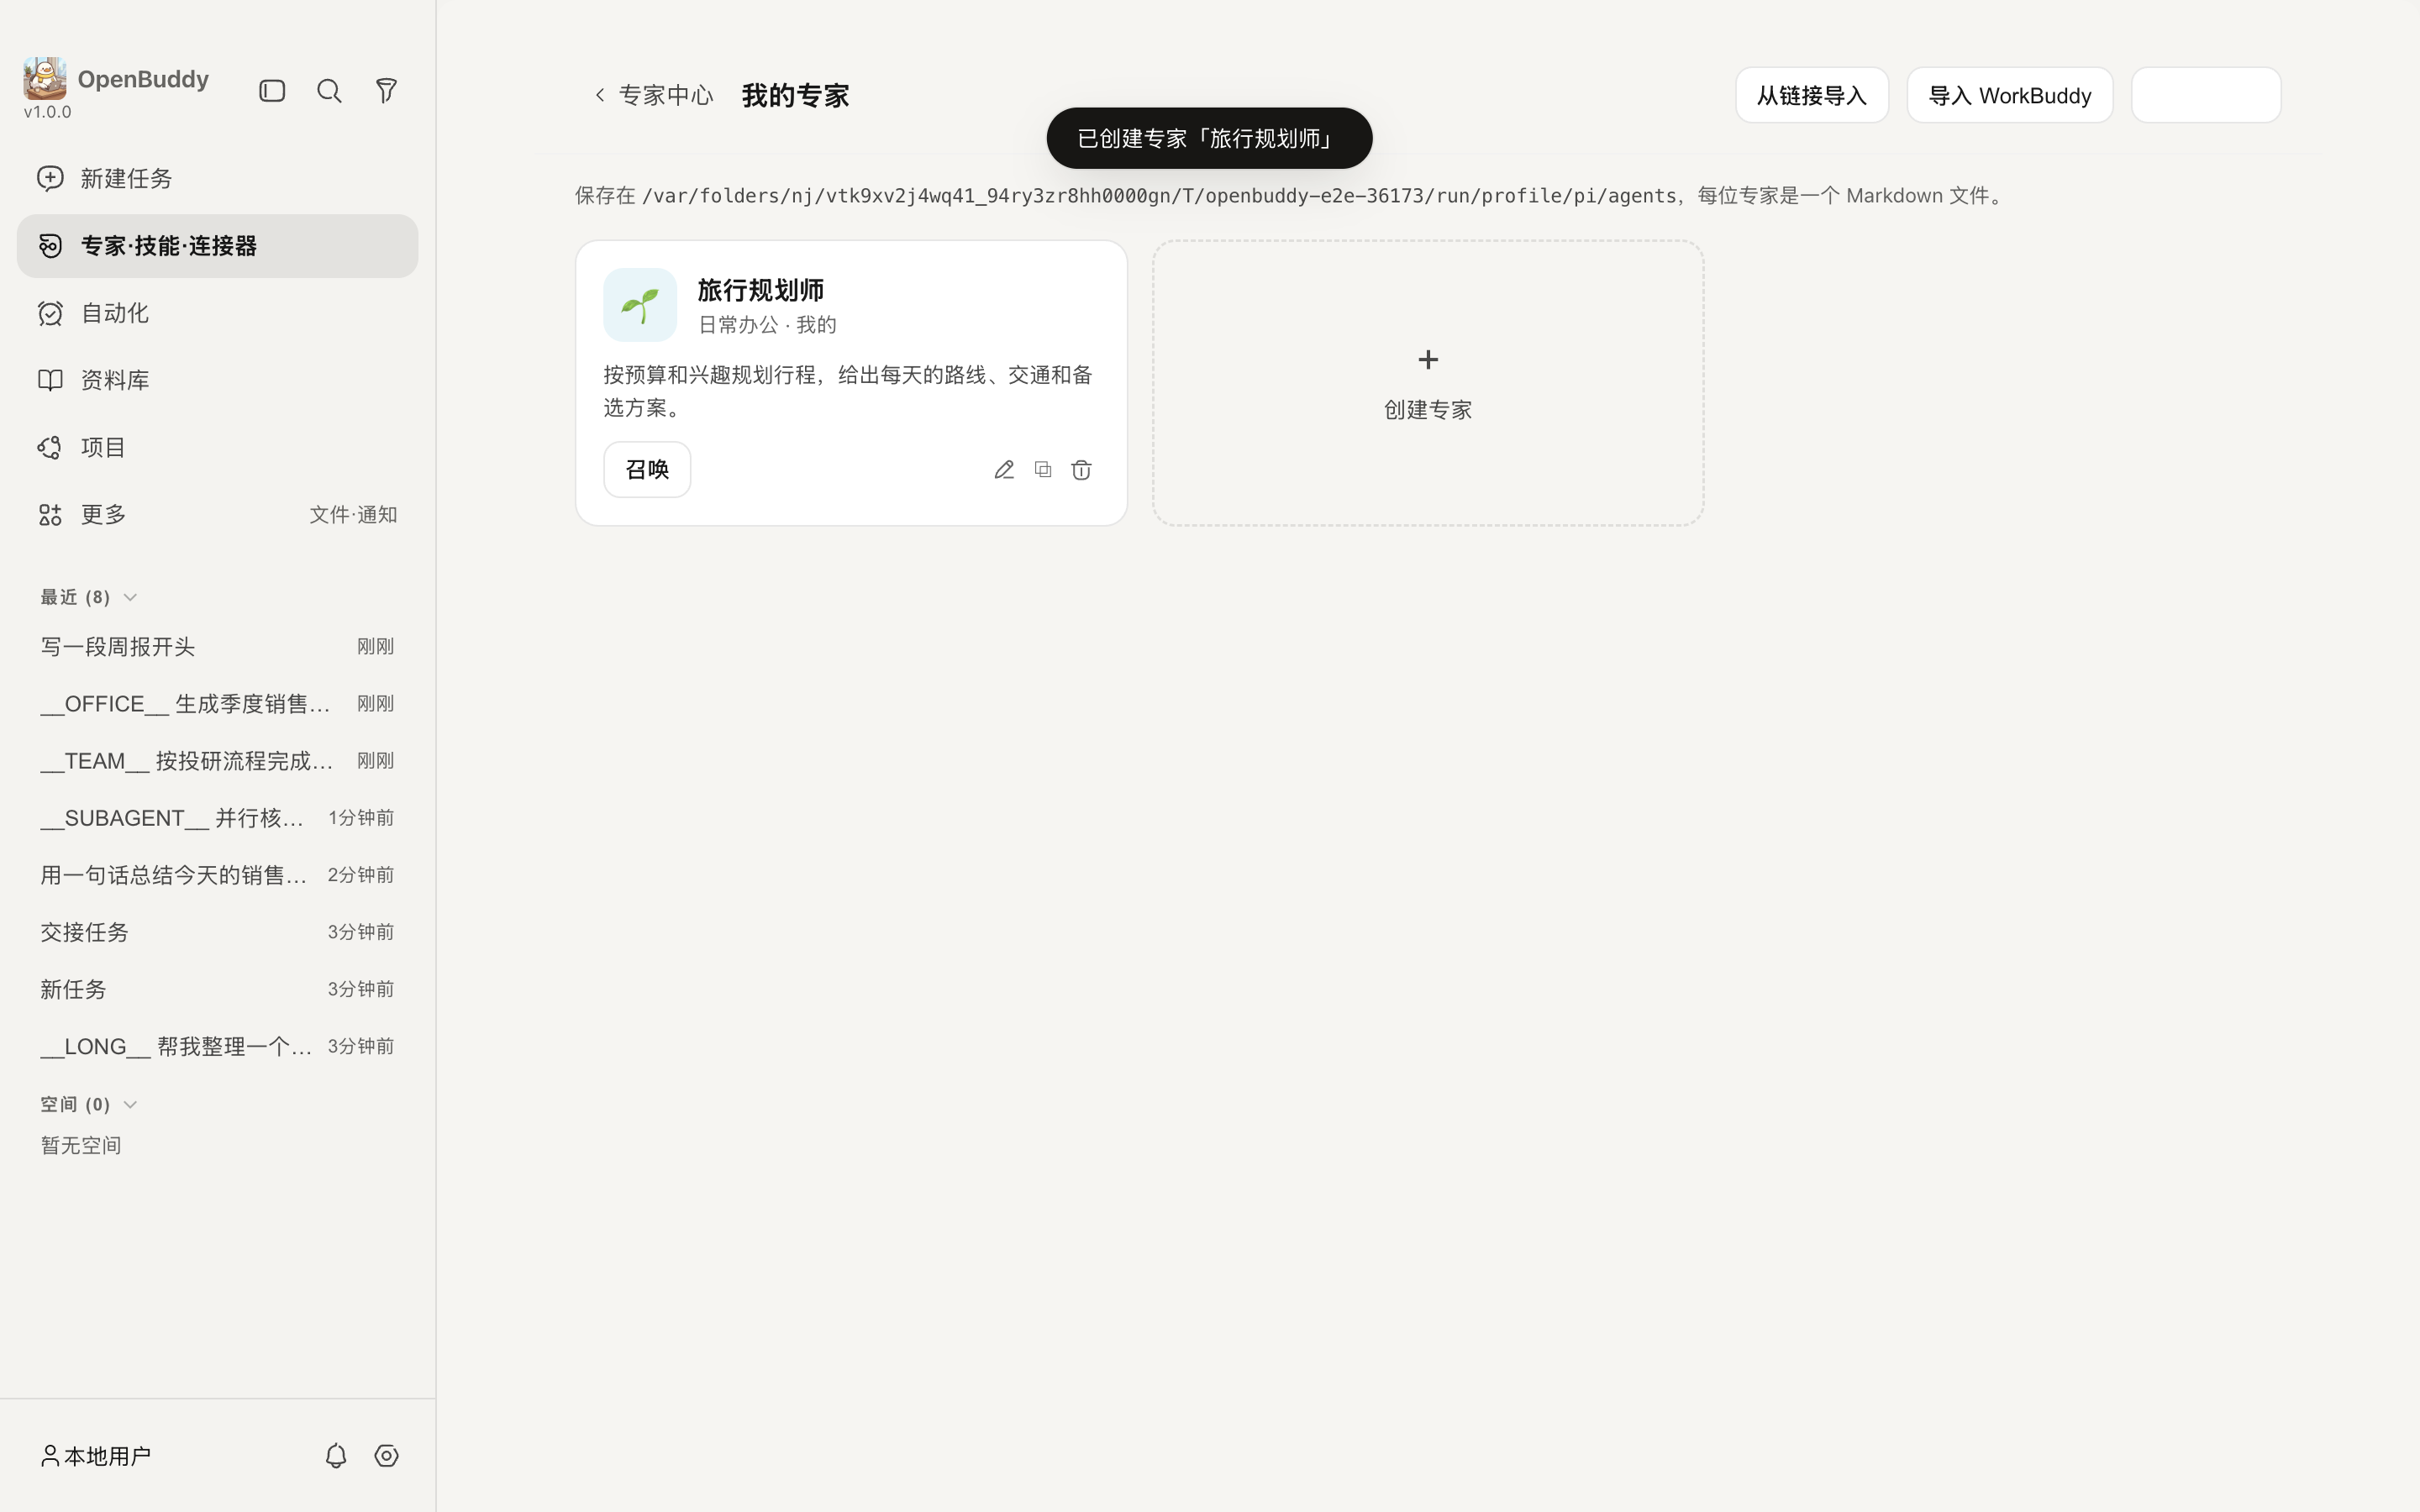 OpenBuddy
v1.0.0
新建任务
专家·技能·连接器
自动化
资料库
项目
更多 文件·通知
最近 (8)
写一段周报开头 刚刚
__OFFICE__ 生成季度销售… 刚刚
__TEAM__ 按投研流程完成… 刚刚
__SUBAGENT__ 并行核… 1分钟前
用一句话总结今天的销售… 2分钟前
交接任务 3分钟前
新任务 3分钟前
__LONG__ 帮我整理一个… 3分钟前
空间 (0)
暂无空间
本地用户
专家中心 我的专家
从链接导入 导入 WorkBuddy
已创建专家「旅行规划师」
保存在 /var/folders/nj/vtk9xv2j4wq41_94ry3zr8hh0000gn/T/openbuddy-e2e-36173/run/profile/pi/agents，每位专家是一个 Markdown 文件。
旅行规划师
日常办公 · 我的
按预算和兴趣规划行程，给出每天的路线、交通和备
选方案。
召唤
创建专家